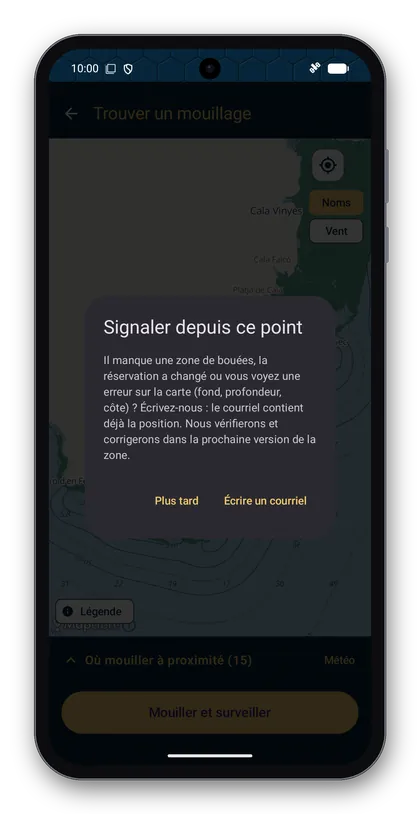 10:00
Trouver un mouillage
Cala Vinyes
Noms
Vent
Cala Falcó
Signaler depuis ce point
Il manque une zone de bouées, la
réservation a changé ou vous voyez une
erreur sur la carte (fond, profondeur,
côte) ? Écrivez-nous : le courriel contient
déjà la position. Nous vérifierons et
corrigerons dans la prochaine version de la
zone.
Plus tard
Écrire un courriel
Légende
Où mouiller à proximité (15)
Météo
Mouiller et surveiller